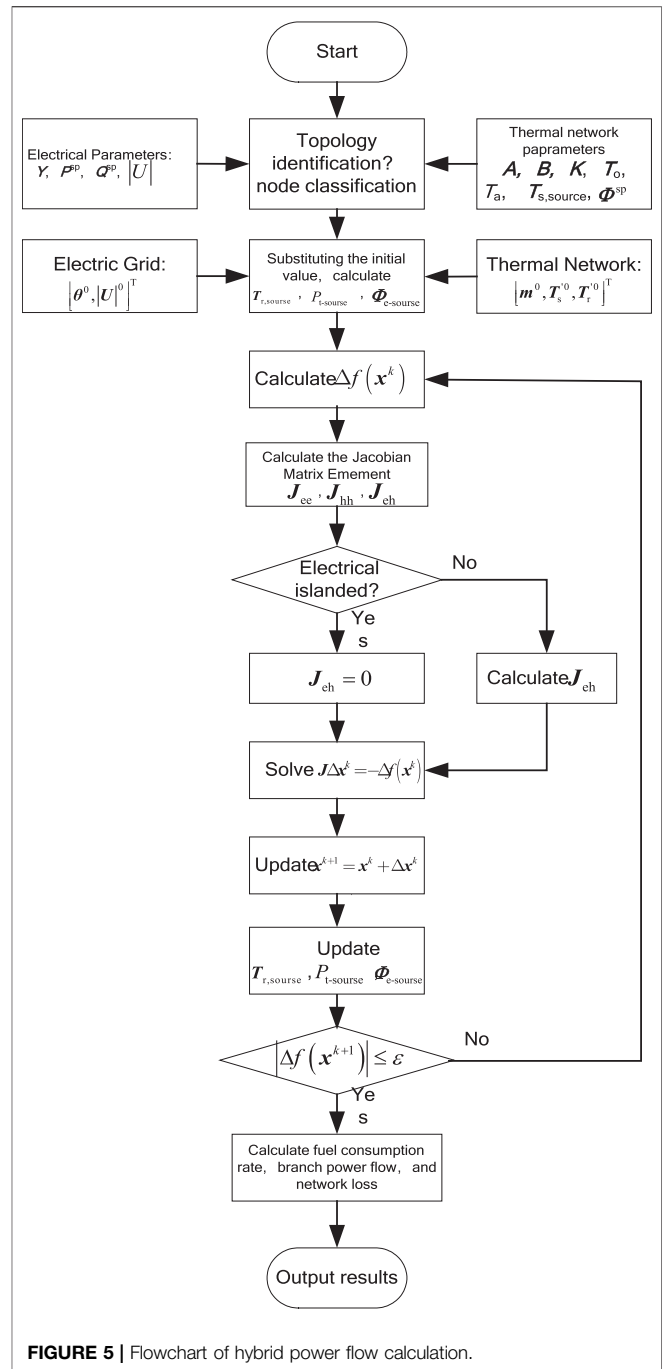 Start
Electrical Parameters:
Y, P^sp, Q^sp, |U|
Topology
identification?
node classification
Thermal network
paprameters
A, B, K, T_o,
T_a, T_s,source, Φ^sp
Electric Grid:
[θ^0, |U|^0]^T
Substituting the initial
value, calculate
T_r,sourse , P_t-sourse , Φ_e-sourse
Thermal Network:
[m^0, T_s^'0, T_r^'0]^T
Calculate Δf(x^k)
Calculate the Jacobian
Matrix Emement
J_ee , J_hh , J_eh
Electrical
islanded?
No
Ye
s
J_eh = 0
Calculate J_eh
Solve JΔx^k = −Δf(x^k)
Update x^k+1 = x^k + Δx^k
Update
T_r,sourse , P_t-sourse Φ_e-sourse
|Δf(x^k+1)| ≤ ε
No
Ye
s
Calculate fuel consumption
rate, branch power flow, and
network loss
Output results
FIGURE 5 | Flowchart of hybrid power flow calculation.